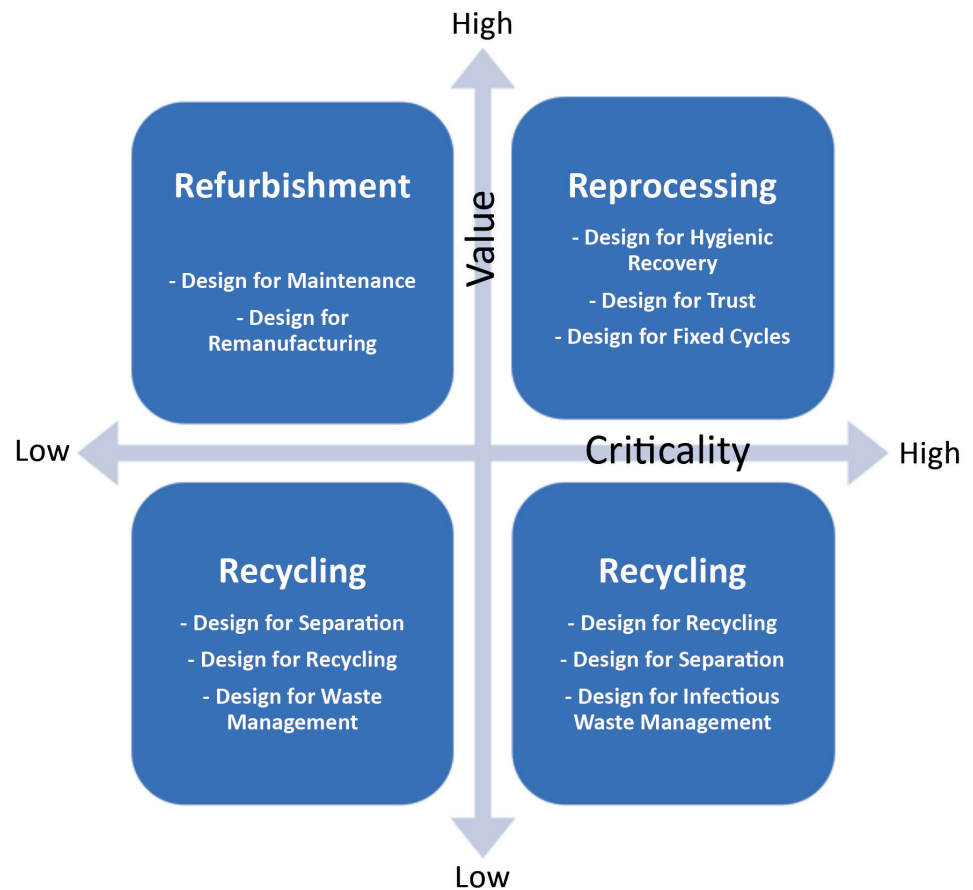 High
Refurbishment
- Design for Maintenance
- Design for
Remanufacturing
Value
Reprocessing
- Design for Hygienic
Recovery
- Design for Trust
- Design for Fixed Cycles
Low
Criticality
High
Recycling
- Design for Separation
- Design for Recycling
- Design for Waste
Management
Recycling
- Design for Recycling
- Design for Separation
- Design for Infectious
Waste Management
Low